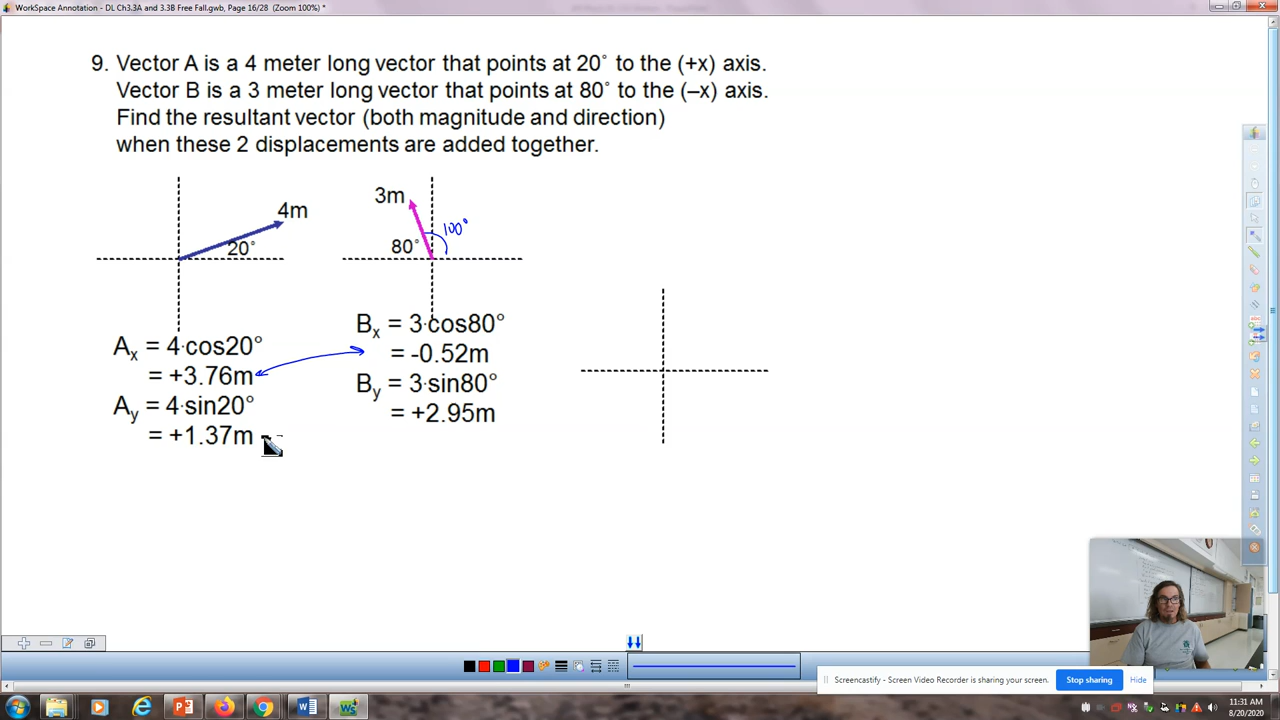 WorkSpace Annotation - DL Ch3.3A and 3.3B Free Fall.gwb, Page 16/28 (Zoom 100%) *
9. Vector A is a 4 meter long vector that points at 20° to the (+x) axis.
Vector B is a 3 meter long vector that points at 80° to the (–x) axis.
Find the resultant vector (both magnitude and direction)
when these 2 displacements are added together.
4m
20°
3m
100°
80°
Ax = 4·cos20°
= +3.76m
Ay = 4·sin20°
= +1.37m
Bx = 3·cos80°
= -0.52m
By = 3·sin80°
= +2.95m
Screencastify - Screen Video Recorder is sharing your screen.
Stop sharing
Hide
11:31 AM
8/20/2020